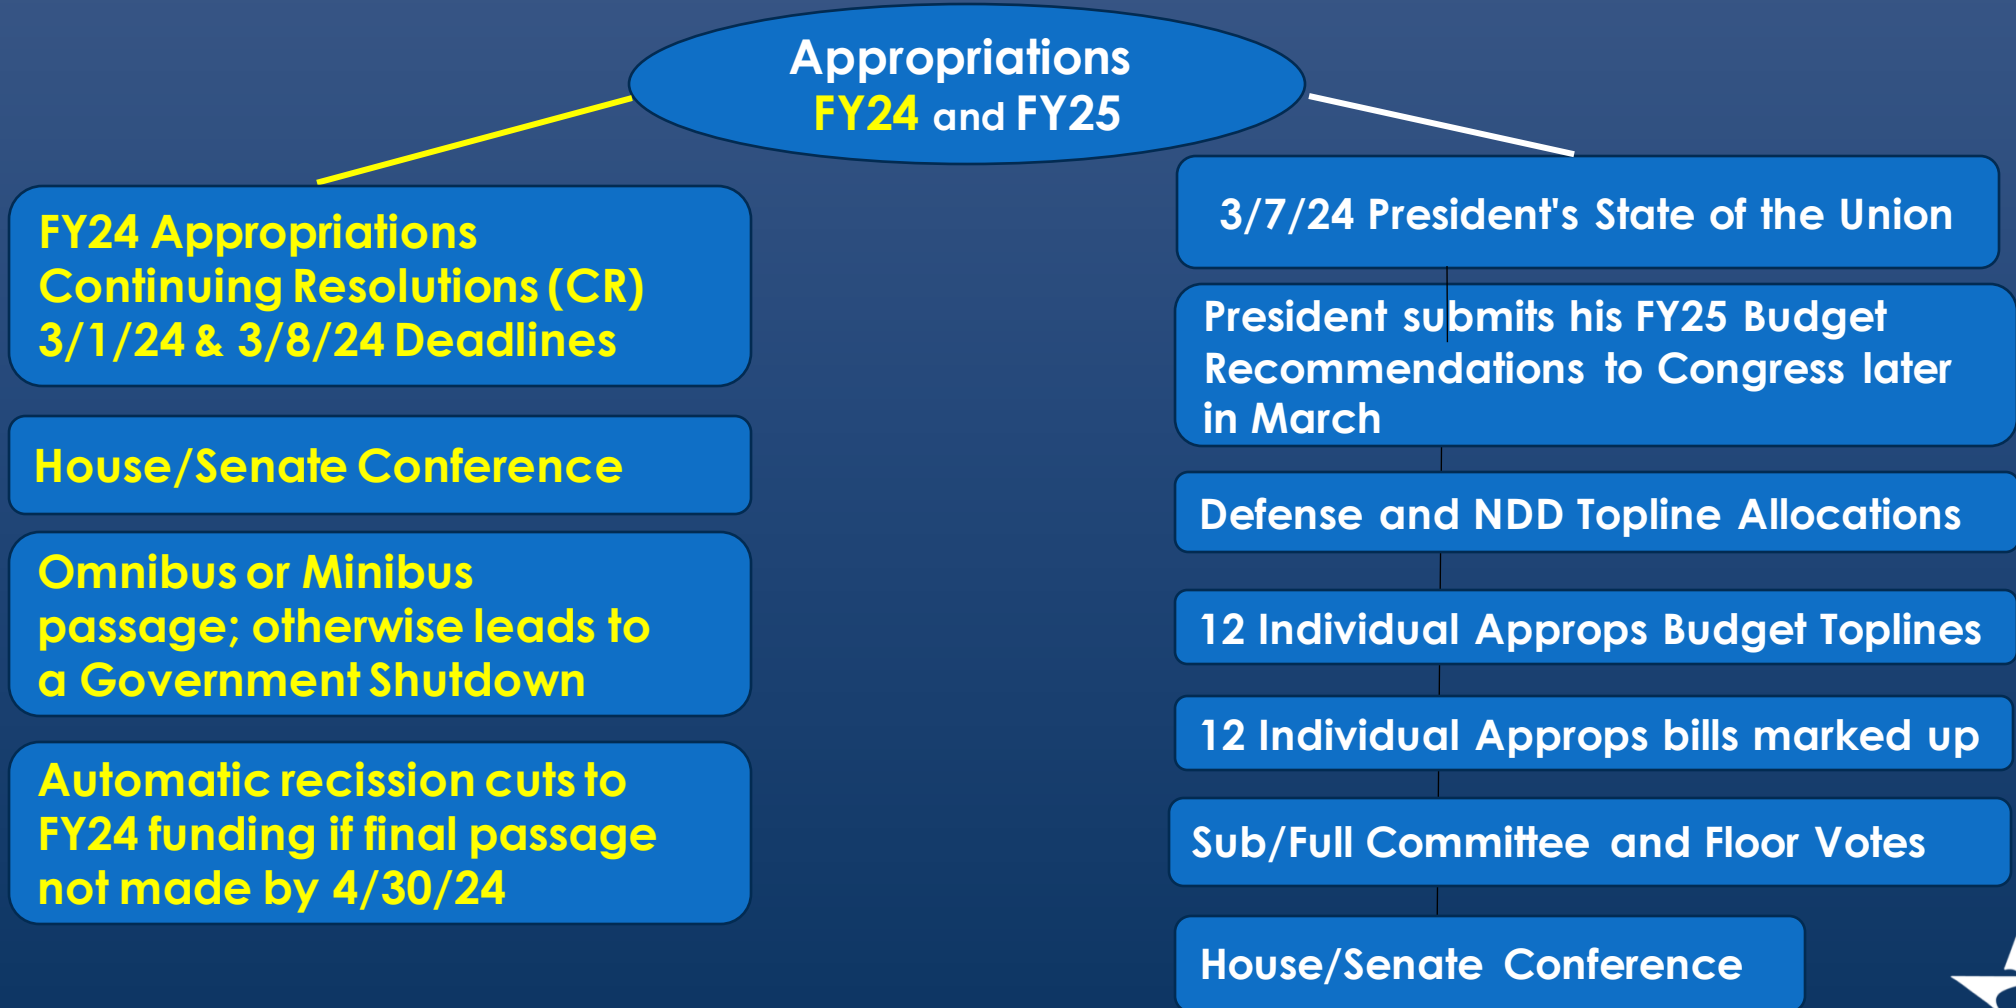 Appropriations
FY24 and FY25
FY24 Appropriations
Continuing Resolutions (CR)
3/1/24 & 3/8/24 Deadlines
House/Senate Conference
Omnibus or Minibus
passage; otherwise leads to
a Government Shutdown
Automatic recission cuts to
FY24 funding if final passage
not made by 4/30/24
3/7/24 President's State of the Union
President submits his FY25 Budget
Recommendations to Congress later
in March
Defense and NDD Topline Allocations
12 Individual Approps Budget Toplines
12 Individual Approps bills marked up
Sub/Full Committee and Floor Votes
House/Senate Conference